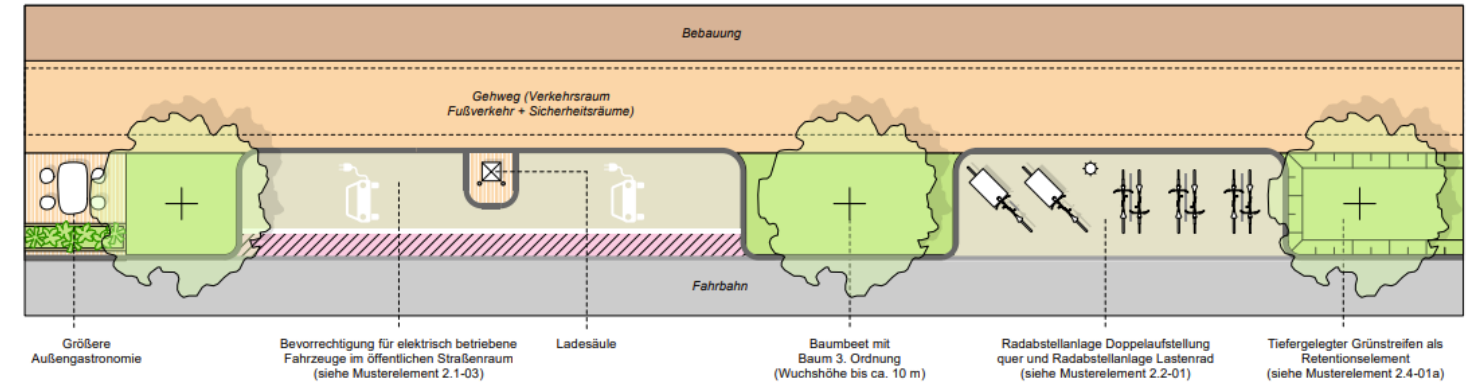 Bebauung
Gehweg (Verkehrsraum
Fußverkehr + Sicherheitsräume)
Fahrbahn
Größere
Außengastronomie
Bevorrechtigung für elektrisch betriebene
Fahrzeuge im öffentlichen Straßenraum
(siehe Musterelement 2.1-03)
Ladesäule
Baumbeet mit
Baum 3. Ordnung
(Wuchshöhe bis ca. 10 m)
Radabstellanlage Doppelaufstellung
quer und Radabstellanlage Lastenrad
(siehe Musterelement 2.2-01)
Tiefergelegter Grünstreifen als
Retentionselement
(siehe Musterelement 2.4-01a)